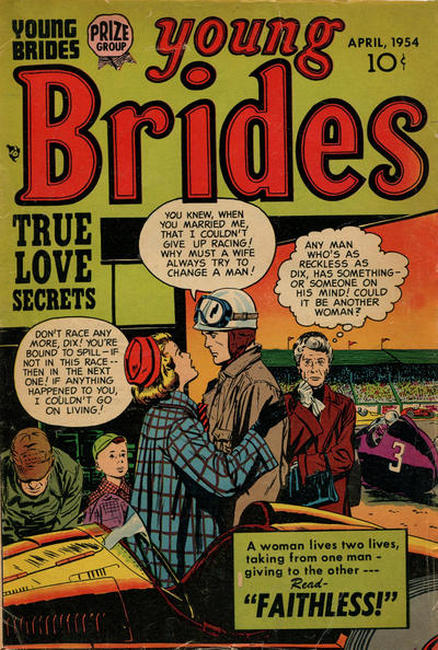 YOUNG
BRIDES
PRIZE
GROUP
young
APRIL, 1954
10¢
Brides
TRUE
LOVE
SECRETS
YOU KNEW, WHEN
YOU MARRIED ME,
THAT I COULDN'T
GIVE UP RACING!
WHY MUST A WIFE
ALWAYS TRY TO
CHANGE A MAN!
ANY MAN
WHO'S AS
RECKLESS AS
DIX, HAS SOMETHING-
OR SOMEONE ON
HIS MIND! COULD
IT BE ANOTHER
WOMAN?
DON'T RACE ANY
MORE, DIX! YOU'RE
BOUND TO SPILL-IF
NOT IN THIS RACE--
THEN IN THE NEXT
ONE! IF ANYTHING
HAPPENED TO YOU,
I COULDN'T GO
ON LIVING!
3
A woman lives two lives,
taking from one man -
giving to the other ---
Read-
"FAITHLESS!"